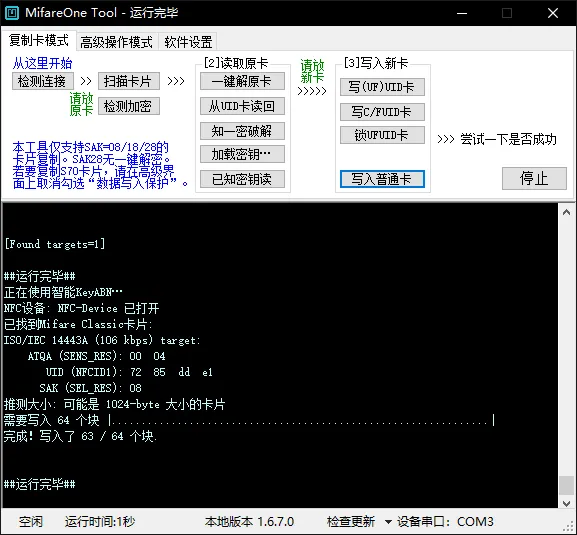 MifareOne Tool - 运行完毕
复制卡模式 高级操作模式 软件设置
从这里开始
检测连接 >> 扫描卡片 >>>
请放原卡
检测加密
本工具仅支持SAK=08/18/28的
卡片复制。SAK28无一键解密。
若要复制S70卡片，请在高级界
面上取消勾选“数据写入保护”。
[2]读取原卡
一键解原卡
从UID卡读回
知一密破解
加载密钥…
已知密钥读
请放
新卡
>>>>>
[3]写入新卡
写(UF)UID卡
写C/FUID卡
锁UFUID卡
写入普通卡
>>> 尝试一下是否成功
停止
[Found targets=1]
##运行完毕##
正在使用智能KeyABN…
NFC设备: NFC-Device 已打开
已找到Mifare Classic卡片:
ISO/IEC 14443A (106 kbps) target:
ATQA (SENS_RES): 00 04
UID (NFCID1): 72 85 dd e1
SAK (SEL_RES): 08
推测大小: 可能是 1024-byte 大小的卡片
需要写入 64 个块 |................................................................|
完成! 写入了 63 / 64 个块.
##运行完毕##
空闲 运行时间:1秒 本地版本 1.6.7.0 检查更新 设备串口: COM3